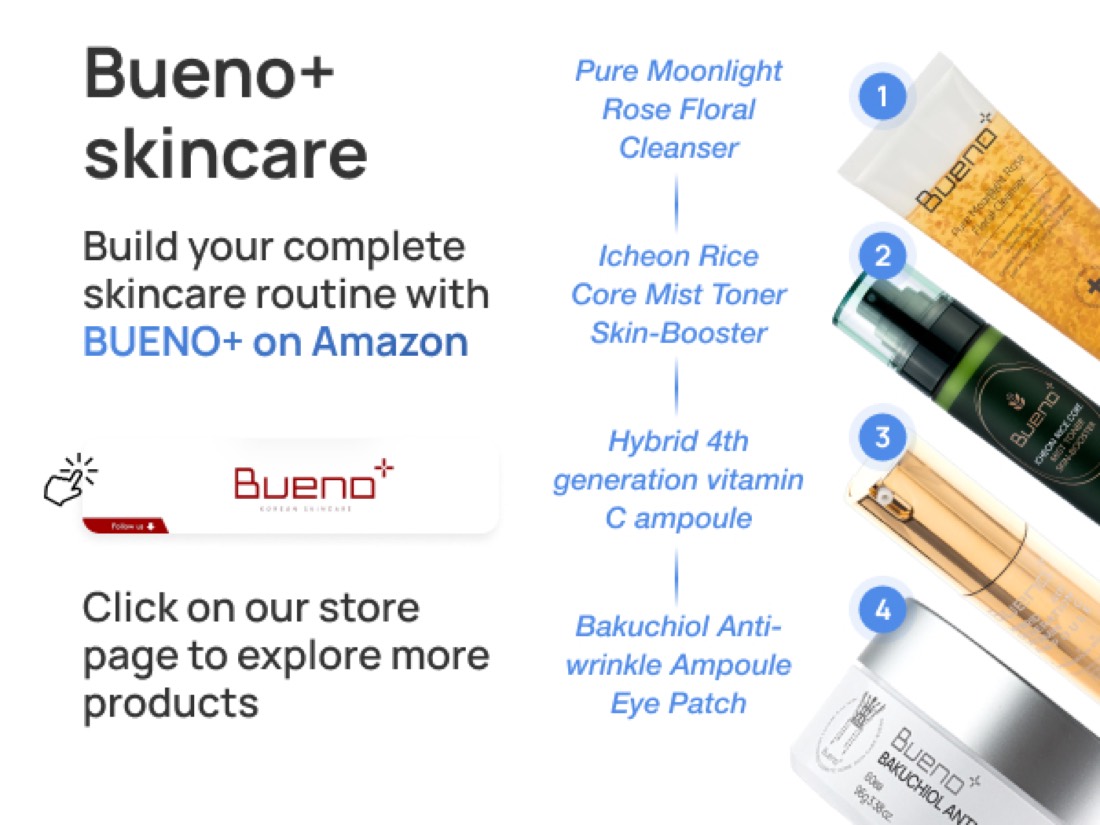 Bueno+
skincare
Build your complete
skincare routine with
BUENO+ on Amazon
Bueno+
KOREAN SKINCARE
Follow us
Click on our store
page to explore more
products
Pure Moonlight
Rose Floral
Cleanser
Icheon Rice
Core Mist Toner
Skin-Booster
Hybrid 4th
generation vitamin
C ampoule
Bakuchiol Anti-
wrinkle Ampoule
Eye Patch
1
Bueno+
Pure Moonlight Rose
Floral Cleanser
2
Bueno+
ICHEON RICE CORE
MIST TONER
SKIN-BOOSTER
3
4
Bueno+
BAKUCHIOL ANTI
60ea
96g 3.38oz.